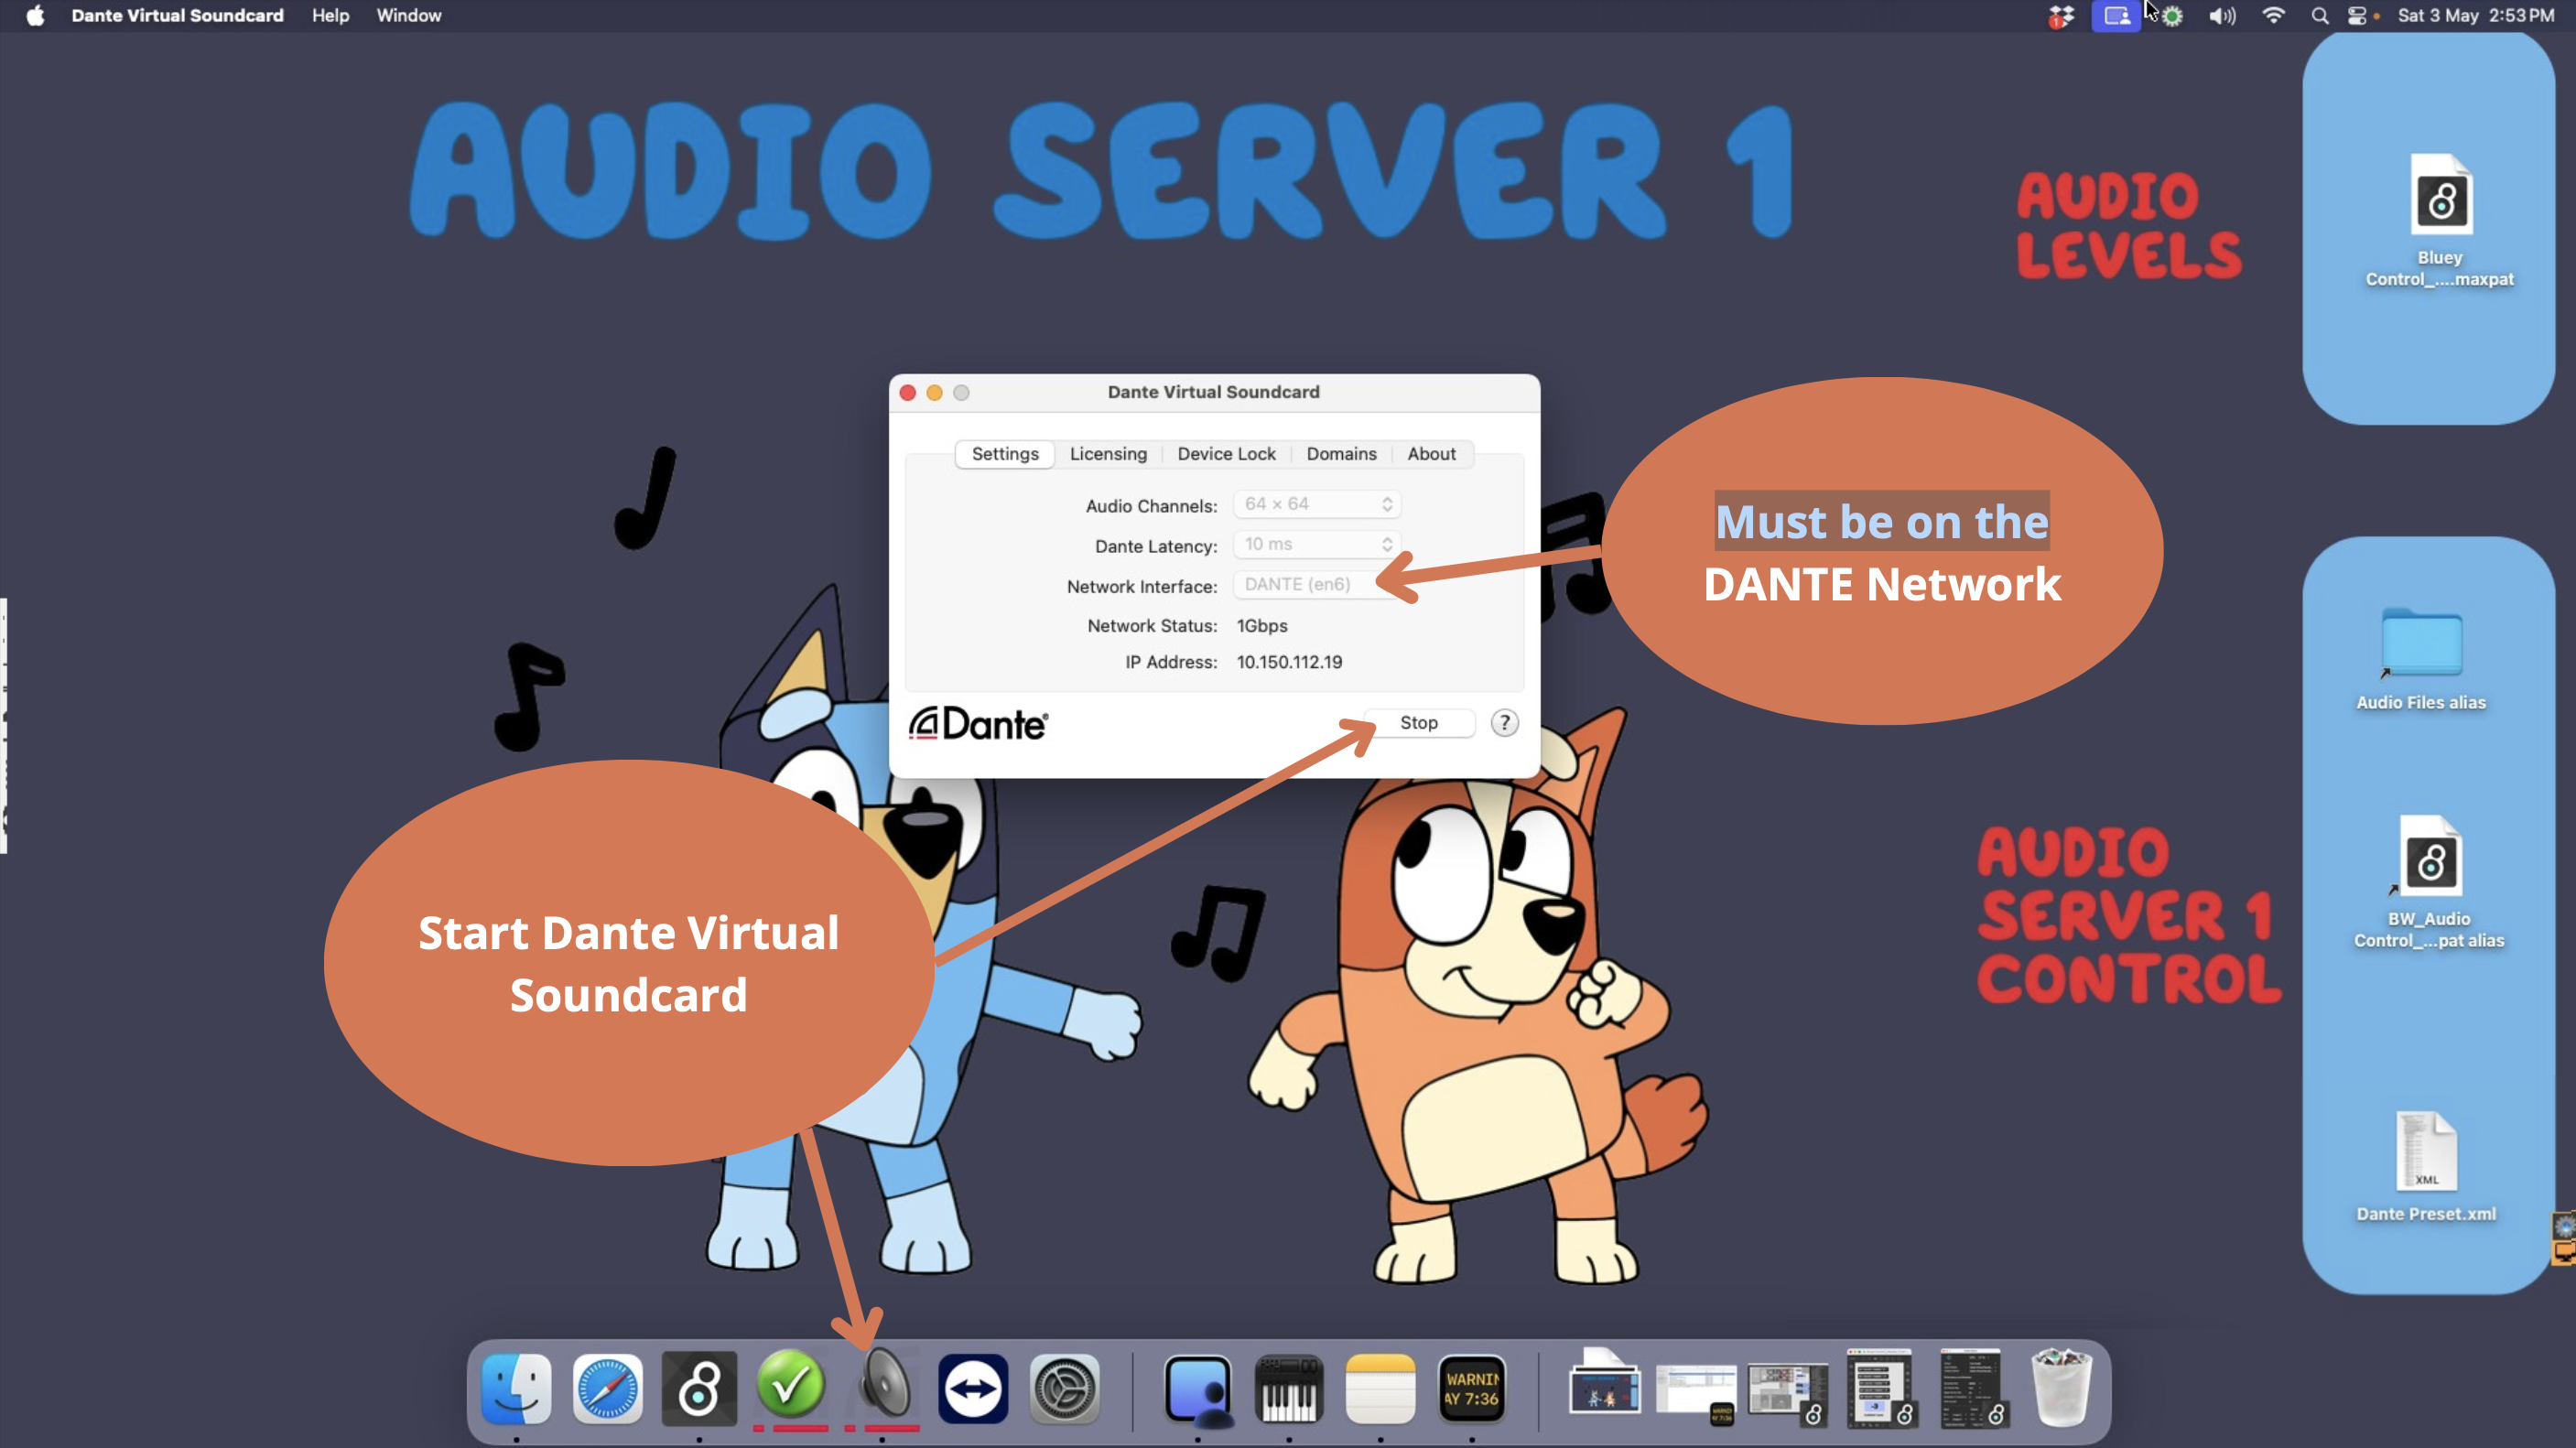 Dante Virtual Soundcard Help Window
1 Sat 3 May 2:53 PM
AUDIO SERVER 1
AUDIO
LEVELS
Bluey
Control_....maxpat
Dante Virtual Soundcard
Settings Licensing Device Lock Domains About
Audio Channels: 64 × 64
Dante Latency: 10 ms
Network Interface: DANTE (en6)
Network Status: 1Gbps
IP Address: 10.150.112.19
Dante Stop ?
Must be on the
DANTE Network
Start Dante Virtual
Soundcard
Audio Files alias
AUDIO
SERVER 1
CONTROL
BW_Audio
Control_...pat alias
XML
Dante Preset.xml
WARNIN
AY 7:36